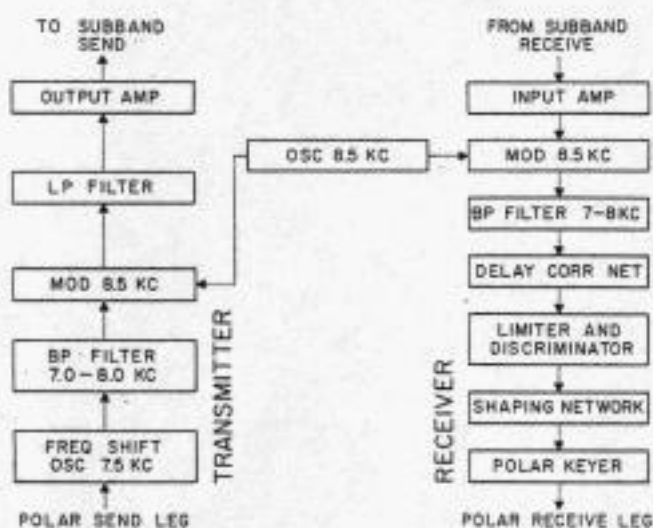 TO SUBBAND
SEND
OUTPUT AMP
LP FILTER
MOD 8.5 KC
BP FILTER
7.0-8.0 KC
FREQ SHIFT
OSC 7.5 KC
POLAR SEND LEG
TRANSMITTER
OSC 8.5 KC
FROM SUBBAND
RECEIVE
INPUT AMP
MOD 8.5 KC
BP FILTER 7-8KC
DELAY CORR NET
LIMITER AND
DISCRIMINATOR
SHAPING NETWORK
POLAR KEYER
POLAR RECEIVE LEG
RECEIVER